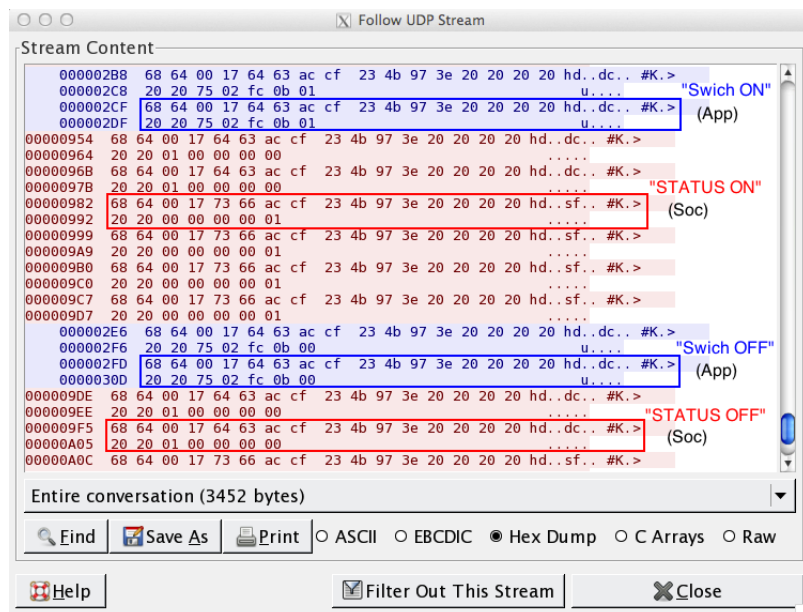 Follow UDP Stream
Stream Content
000002B8 68 64 00 17 64 63 ac cf 23 4b 97 3e 20 20 20 20 hd..dc.. #K.>
000002C8 20 20 75 02 fc 0b 01 u....
"Swich ON"
000002CF 68 64 00 17 64 63 ac cf 23 4b 97 3e 20 20 20 20 hd..dc.. #K.>
(App)
000002DF 20 20 75 02 fc 0b 01 u....
00000954 68 64 00 17 64 63 ac cf 23 4b 97 3e 20 20 20 20 hd..dc.. #K.>
00000964 20 20 01 00 00 00 00 .....
0000096B 68 64 00 17 64 63 ac cf 23 4b 97 3e 20 20 20 20 hd..dc.. #K.>
0000097B 20 20 01 00 00 00 00 .....
"STATUS ON"
00000982 68 64 00 17 73 66 ac cf 23 4b 97 3e 20 20 20 20 hd..sf.. #K.>
(Soc)
00000992 20 20 00 00 00 00 01 .....
00000999 68 64 00 17 73 66 ac cf 23 4b 97 3e 20 20 20 20 hd..sf.. #K.>
000009A9 20 20 00 00 00 00 01 .....
000009B0 68 64 00 17 73 66 ac cf 23 4b 97 3e 20 20 20 20 hd..sf.. #K.>
000009C0 20 20 00 00 00 00 01 .....
000009C7 68 64 00 17 73 66 ac cf 23 4b 97 3e 20 20 20 20 hd..sf.. #K.>
000009D7 20 20 00 00 00 00 01 .....
000002E6 68 64 00 17 64 63 ac cf 23 4b 97 3e 20 20 20 20 hd..dc.. #K.>
000002F6 20 20 75 02 fc 0b 00 u....
"Swich OFF"
000002FD 68 64 00 17 64 63 ac cf 23 4b 97 3e 20 20 20 20 hd..dc.. #K.>
(App)
0000030D 20 20 75 02 fc 0b 00 u....
000009DE 68 64 00 17 64 63 ac cf 23 4b 97 3e 20 20 20 20 hd..dc.. #K.>
000009EE 20 20 01 00 00 00 00 .....
"STATUS OFF"
000009F5 68 64 00 17 64 63 ac cf 23 4b 97 3e 20 20 20 20 hd..dc.. #K.>
(Soc)
00000A05 20 20 01 00 00 00 00 .....
00000A0C 68 64 00 17 73 66 ac cf 23 4b 97 3e 20 20 20 20 hd..sf.. #K.>
Entire conversation (3452 bytes)
Find Save As Print ASCII EBCDIC Hex Dump C Arrays Raw
Help Filter Out This Stream Close